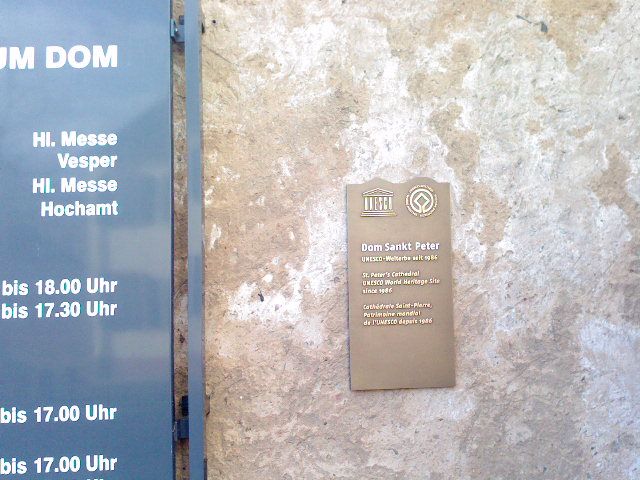 UM DOM
Hl. Messe
Vesper
Hl. Messe
Hochamt
bis 18.00 Uhr
bis 17.30 Uhr
bis 17.00 Uhr
bis 17.00 Uhr
UNESCO
Dom Sankt Peter
UNESCO-Welterbe seit 1986
St. Peter's Cathedral
UNESCO World Heritage Site
since 1986
Cathédrale Saint-Pierre,
Patrimoine mondial
de l'UNESCO depuis 1986